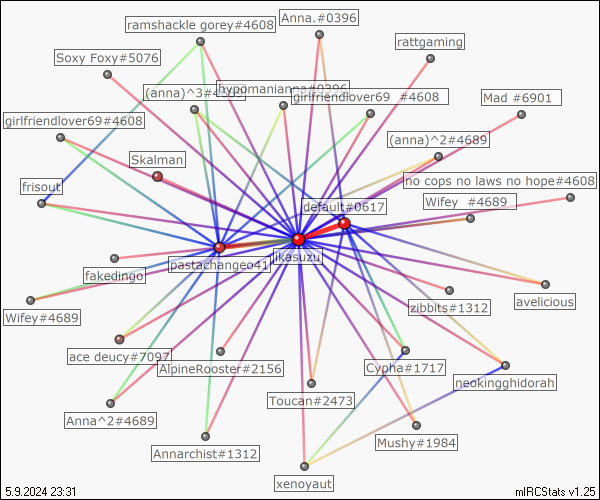 ramshackle gorey#4608
Anna.#0396
rattgaming
Soxy Foxy#5076
(anna)^3#4
hypomanianna#0396
girlfriendlover69 #4608
Mad #6901
girlfriendlover69#4608
(anna)^2#4689
Skalman
no cops no laws no hope#4608
frisout
default#0617
Wifey #4689
jikasuzu
pastachangeo41
fakedingo
avelicious
zibbits#1312
Wifey#4689
ace deucy#7097
AlpineRooster#2156
Cypha#1717
neokingghidorah
Toucan#2473
Anna^2#4689
Mushy#1984
Annarchist#1312
xenoyaut
5.9.2024 23:31
mIRCStats v1.25